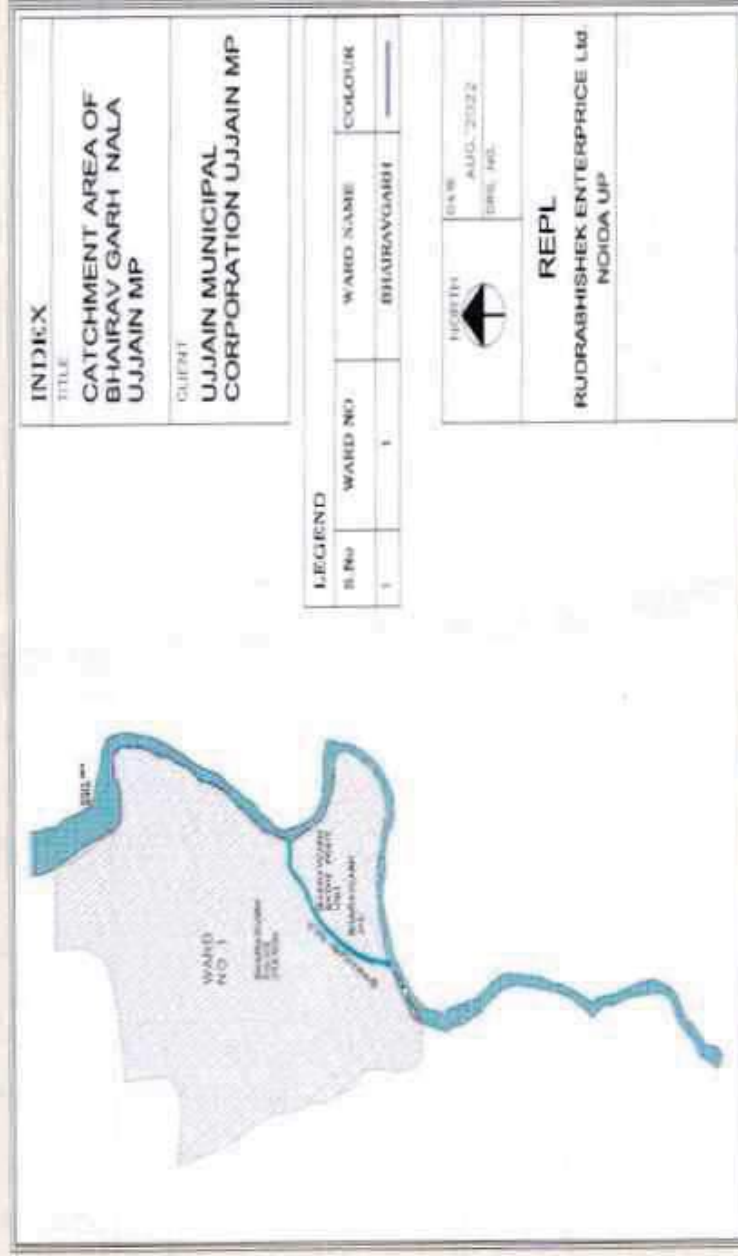 INDEX
TITLE
CATCHMENT AREA OF
BHAIRAV GARH NALA
UJJAIN MP
CLIENT
UJJAIN MUNICIPAL
CORPORATION UJJAIN MP
LEGEND
S.No WARD NO WARD NAME COLOUR
1 1 BHAIRAVGARH
NORTH
DATE
AUG. 2022
DRG. NO.
REPL
RUDRABHISHEK ENTERPRICE Ltd.
NOIDA UP
WARD
NO 1